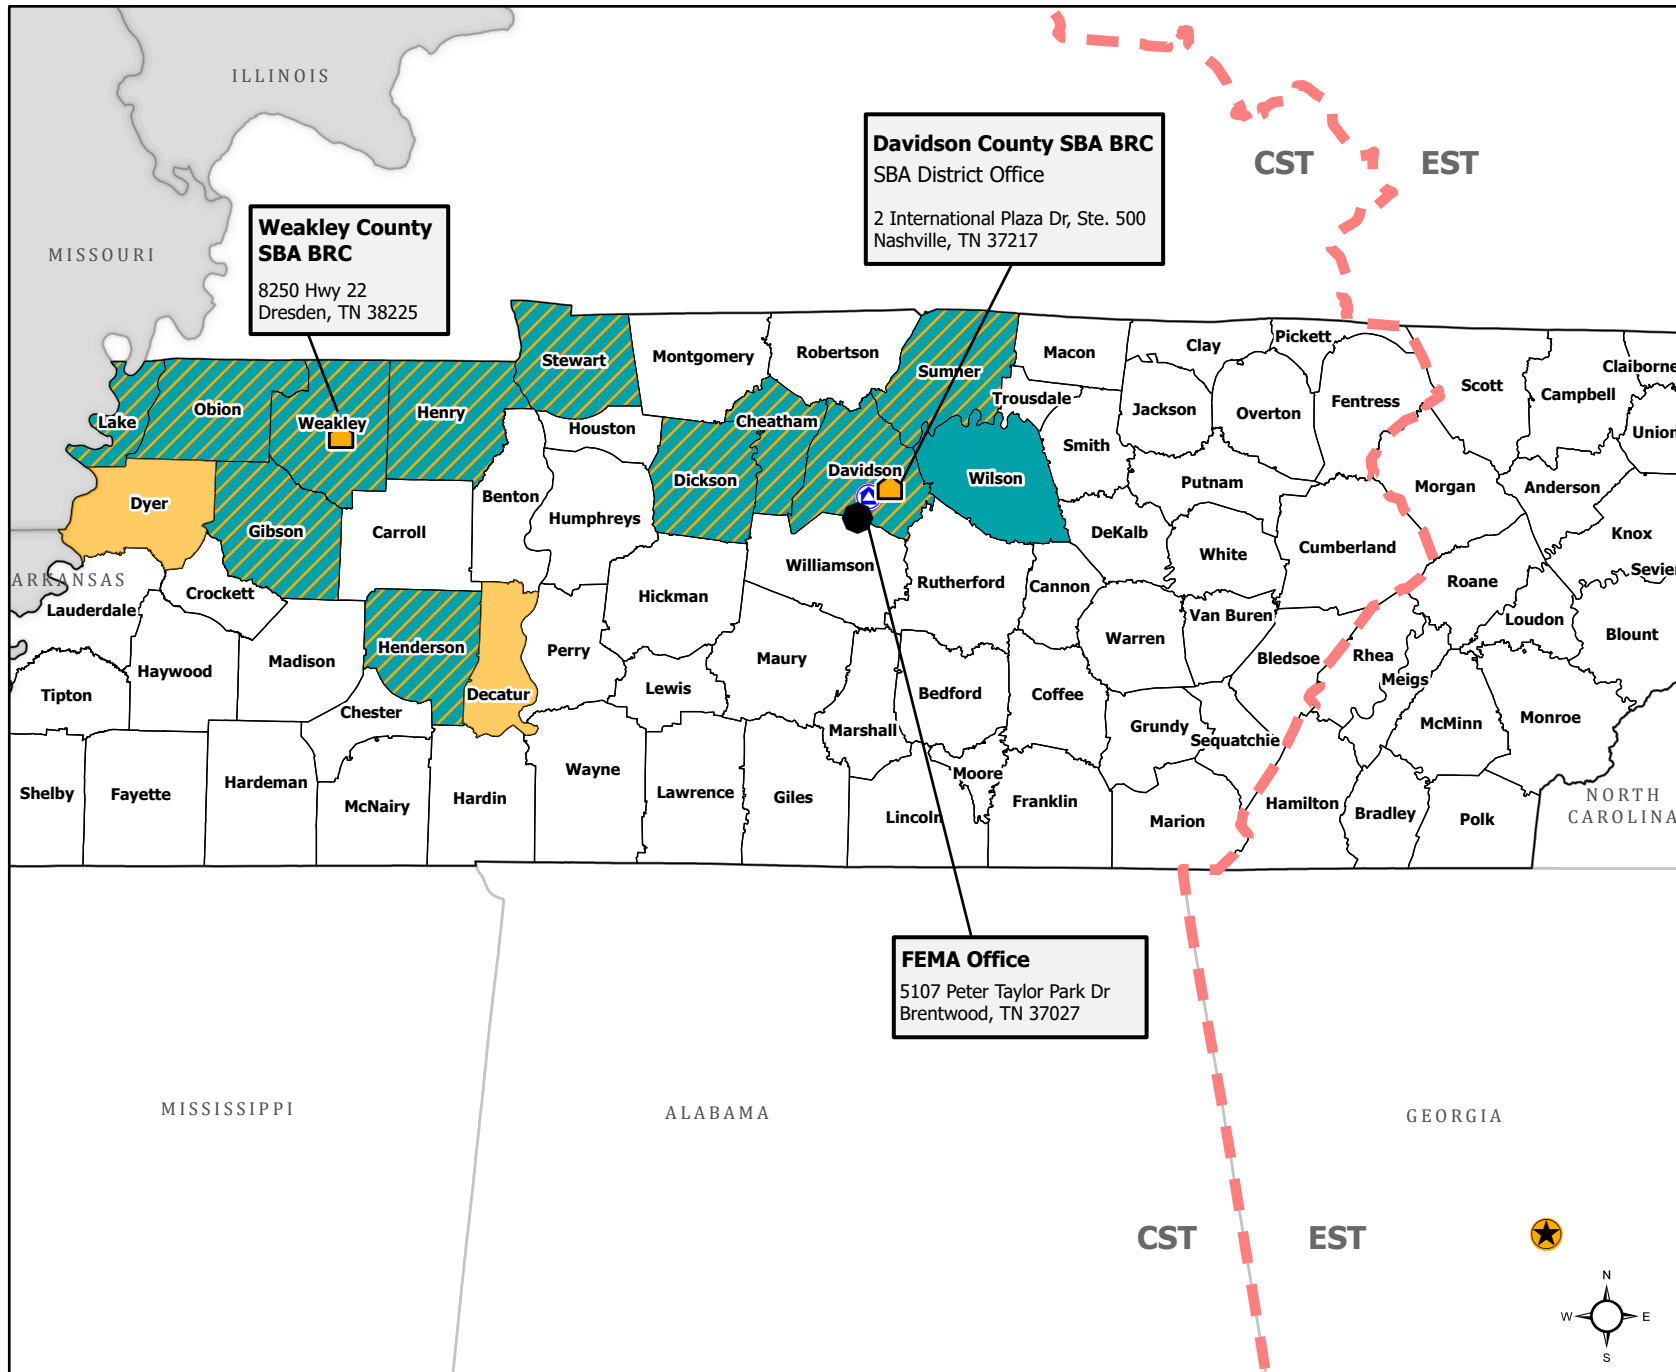 ILLINOIS
MISSOURI
CST
EST
Davidson County SBA BRC
SBA District Office
2 International Plaza Dr, Ste. 500
Nashville, TN 37217
Weakley County
SBA BRC
8250 Hwy 22
Dresden, TN 38225
Stewart
Montgomery
Robertson
Sumner
Macon
Clay
Pickett
Scott
Claiborne
Campbell
Lake
Obion
Weakley
Henry
Houston
Cheatham
Trousdale
Jackson
Overton
Fentress
Union
Smith
Dyer
Gibson
Carroll
Benton
Humphreys
Dickson
Davidson
Wilson
Putnam
Morgan
Anderson
DeKalb
White
Cumberland
Knox
ARKANSAS
Lauderdale
Crockett
Williamson
Rutherford
Cannon
Roane
Sevier
Hickman
Haywood
Madison
Henderson
Perry
Maury
Warren
Van Buren
Loudon
Blount
Tipton
Decatur
Lewis
Bedford
Coffee
Bledsoe
Rhea
Meigs
Chester
Marshall
Grundy
Sequatchie
McMinn
Monroe
Shelby
Fayette
Hardeman
McNairy
Hardin
Wayne
Lawrence
Giles
Moore
Lincoln
Franklin
Marion
Hamilton
Bradley
Polk
NORTH
CAROLINA
FEMA Office
5107 Peter Taylor Park Dr
Brentwood, TN 37027
MISSISSIPPI
ALABAMA
GEORGIA
CST
EST
N
W
E
S